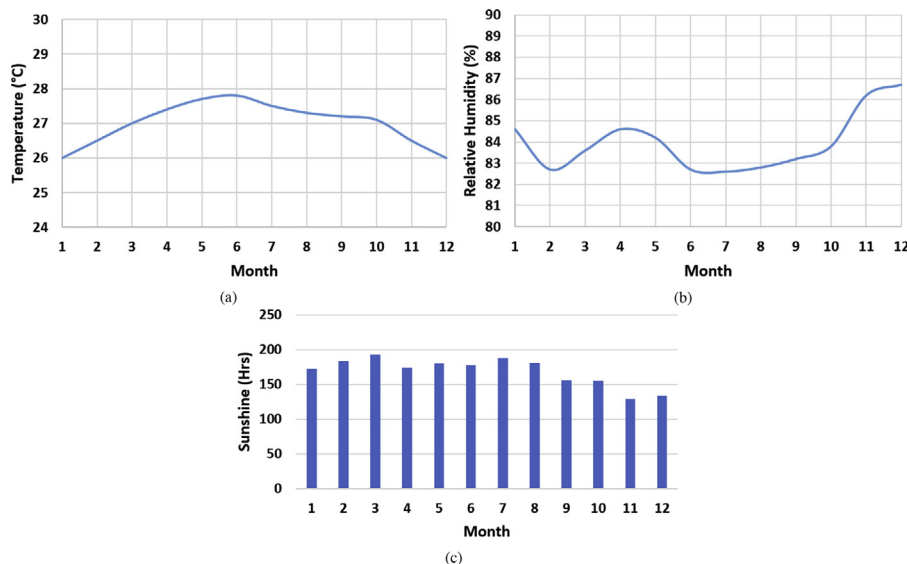 30
29
28
27
26
25
24
Temperature (°C)
1 2 3 4 5 6 7 8 9 10 11 12
Month
(a)
90
89
88
87
86
85
84
83
82
81
80
Relative Humidity (%)
1 2 3 4 5 6 7 8 9 10 11 12
Month
(b)
250
200
150
100
50
0
Sunshine (Hrs)
1 2 3 4 5 6 7 8 9 10 11 12
Month
(c)